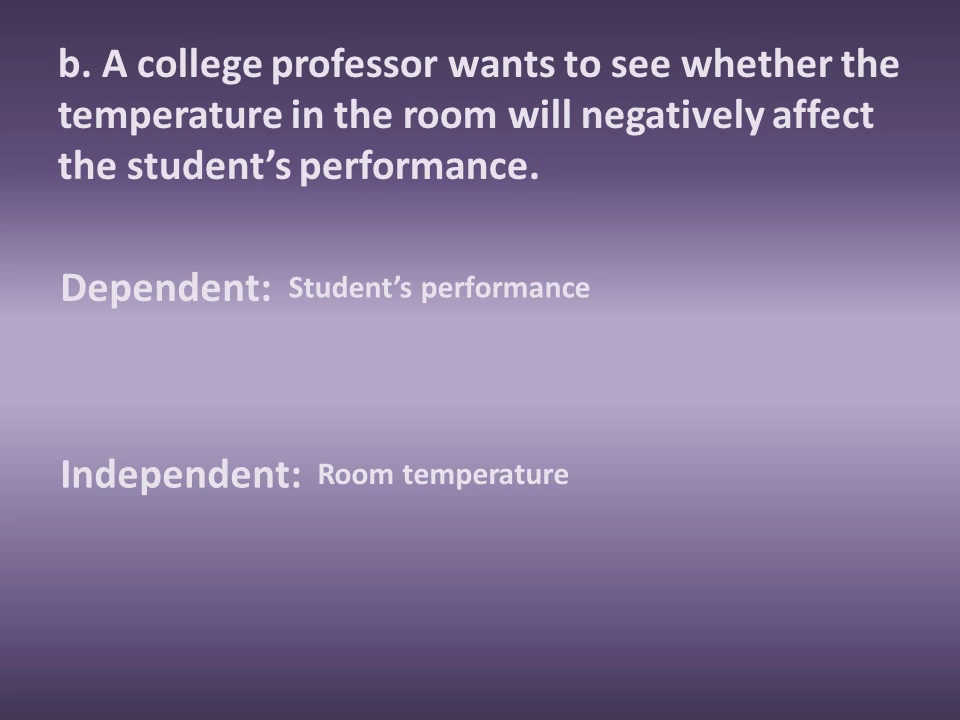 b. A college professor wants to see whether the
temperature in the room will negatively affect
the student’s performance.
Dependent: Student’s performance
Independent: Room temperature